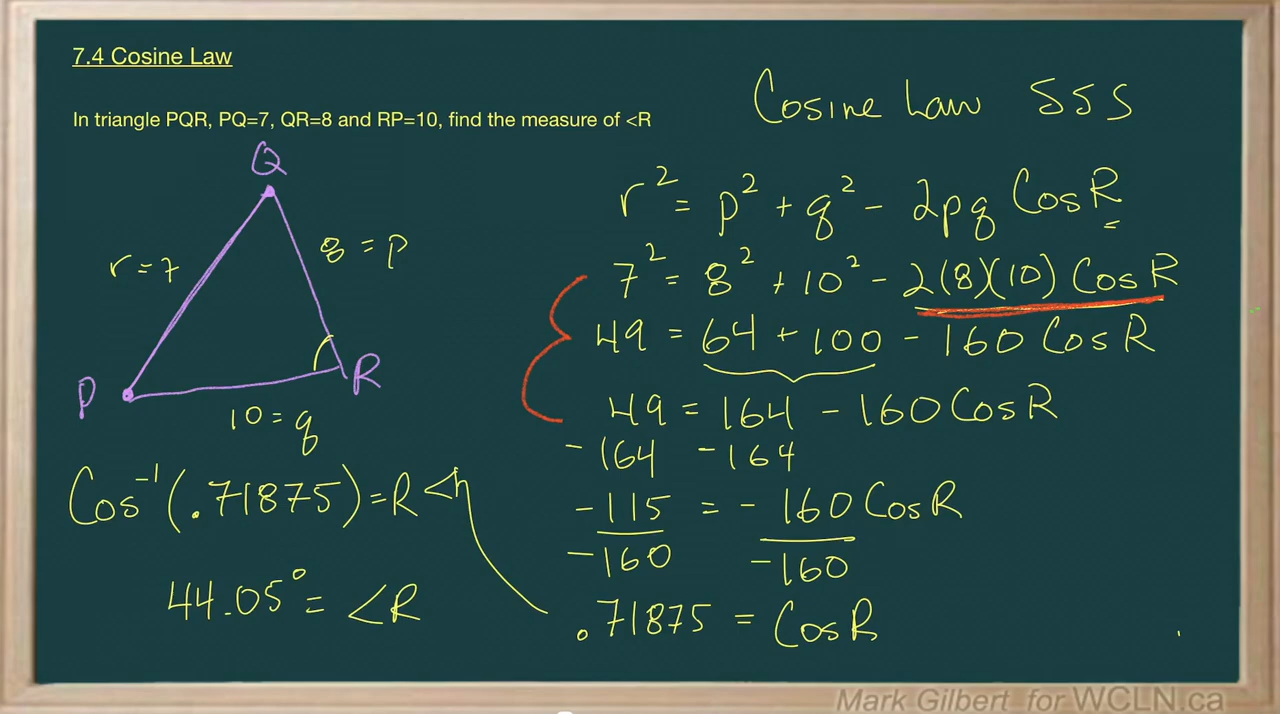 7.4 Cosine Law
In triangle PQR, PQ=7, QR=8 and RP=10, find the measure of <R
Cosine Law SSS
Q
r=7
8 = p
P
R
10=q
r² = p² + q² - 2pq CosR
7² = 8² + 10² - 2(8)(10) CosR
49 = 64 + 100 - 160 CosR
49 = 164 - 160 CosR
-164 -164
-115 = -160 CosR
-160 -160
.71875 = CosR
Cos⁻¹(.71875)=R
44.05° = <R
Mark Gilbert for WCLN.ca